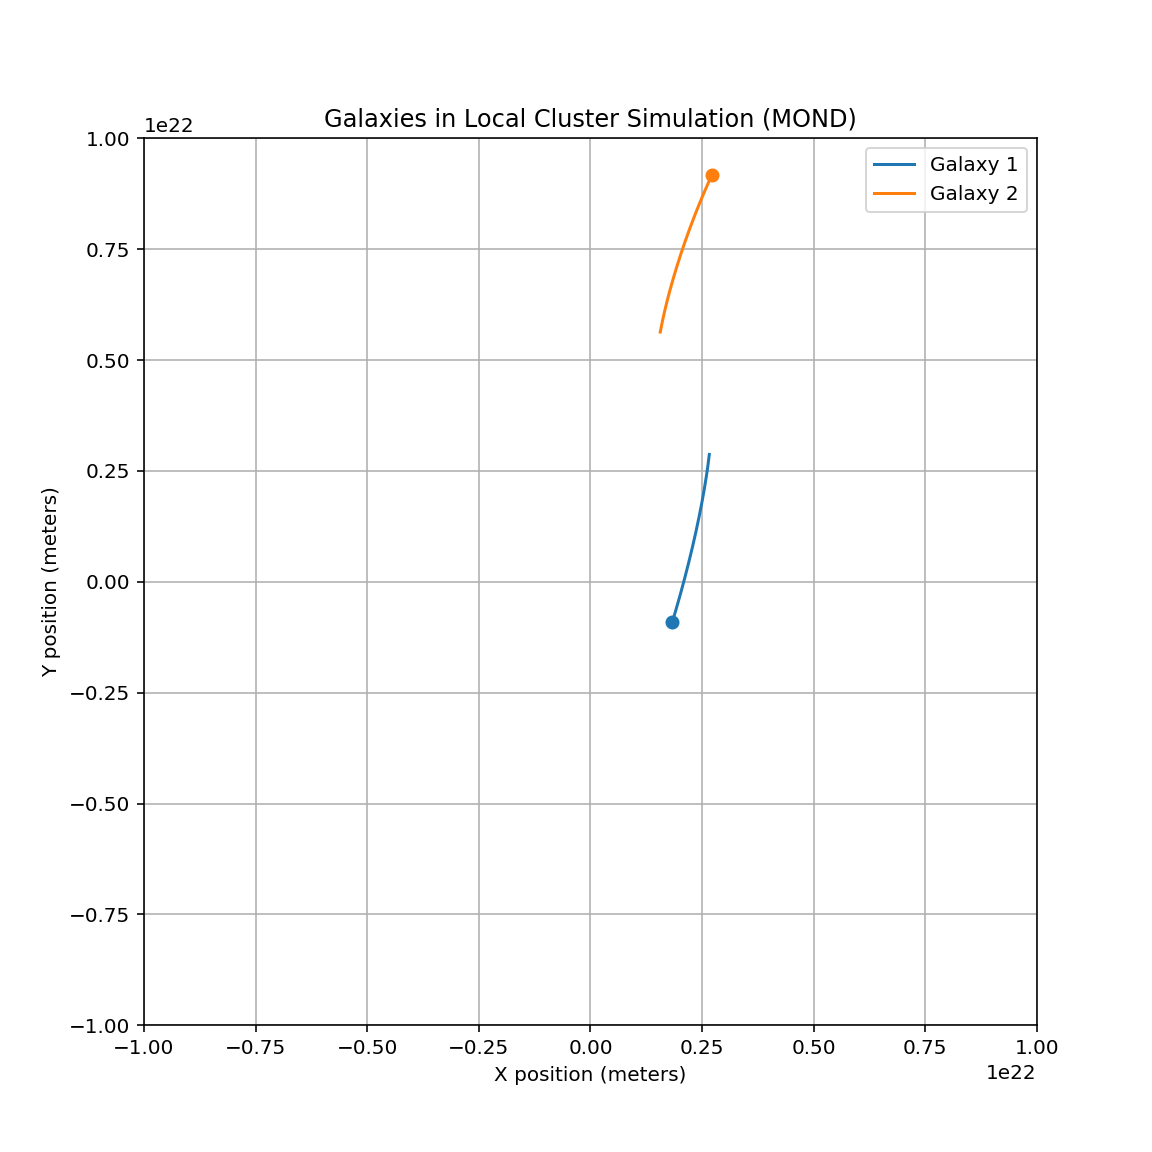 Galaxies in Local Cluster Simulation (MOND)
1e22
Galaxy 1
Galaxy 2
Y position (meters)
1.00
0.75
0.50
0.25
0.00
−0.25
−0.50
−0.75
−1.00
−1.00 −0.75 −0.50 −0.25 0.00 0.25 0.50 0.75 1.00
X position (meters)
1e22